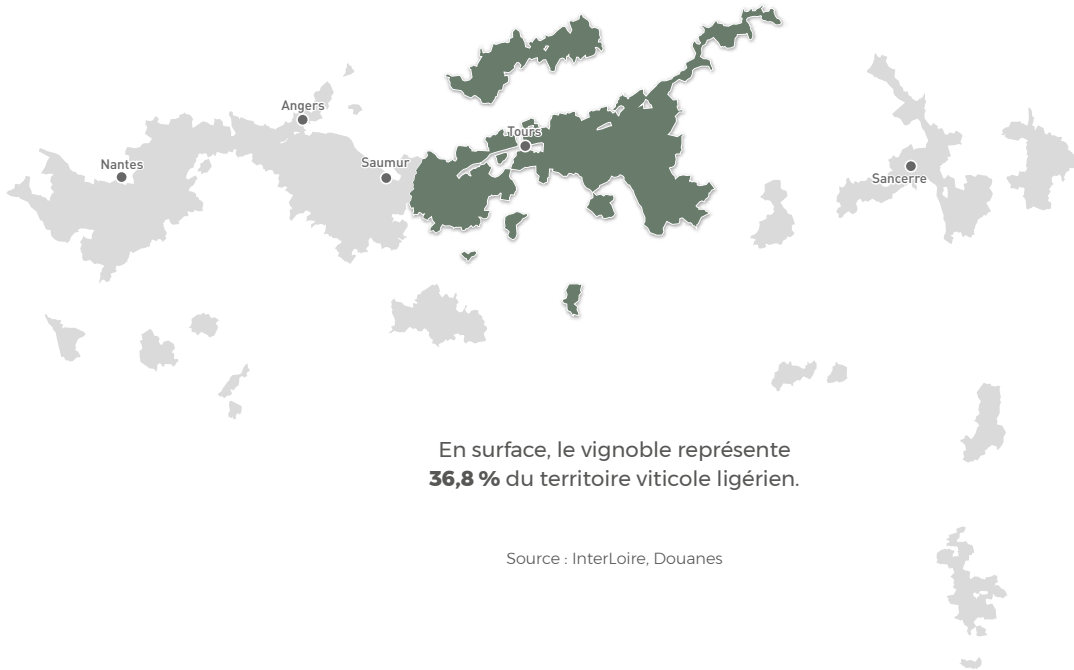 Angers
Tours
Nantes
Saumur
Sancerre
En surface, le vignoble représente
36,8 % du territoire viticole ligérien.
Source : InterLoire, Douanes